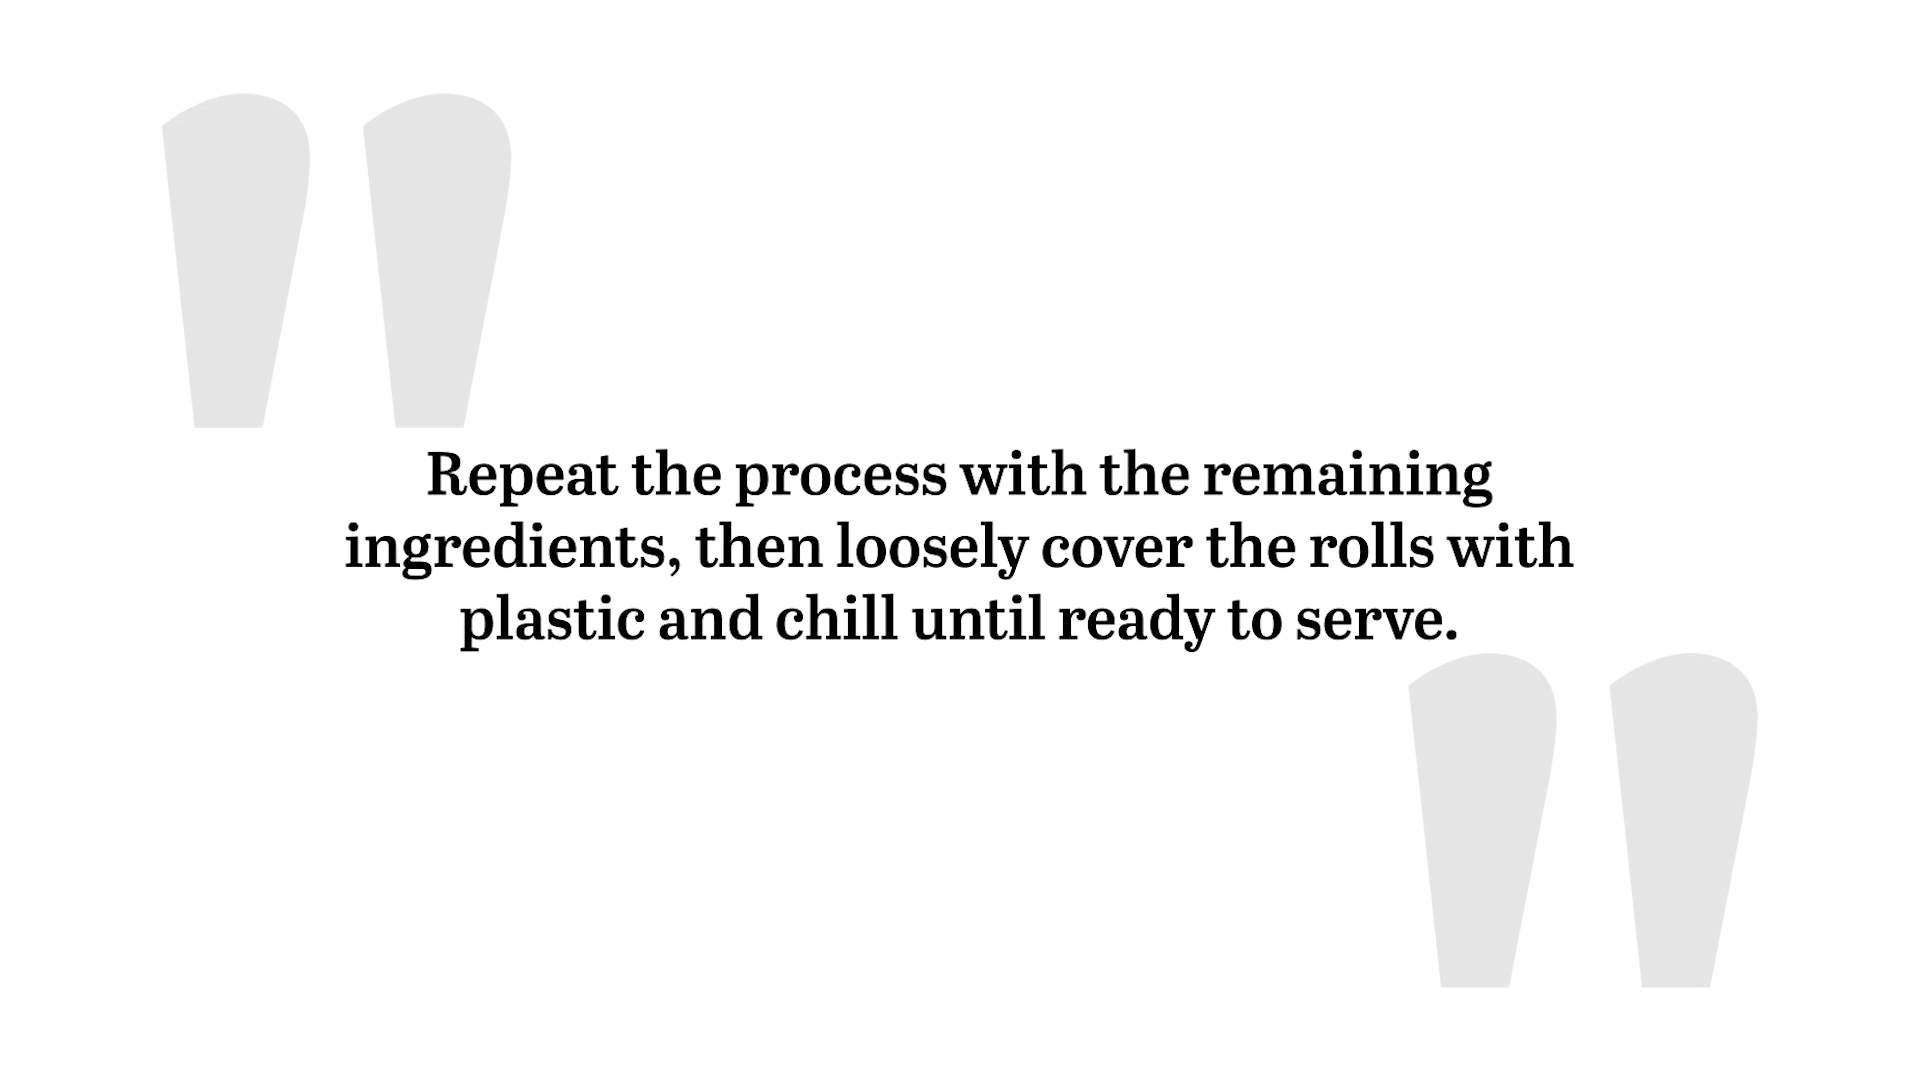 Repeat the process with the remaining
ingredients, then loosely cover the rolls with
plastic and chill until ready to serve.